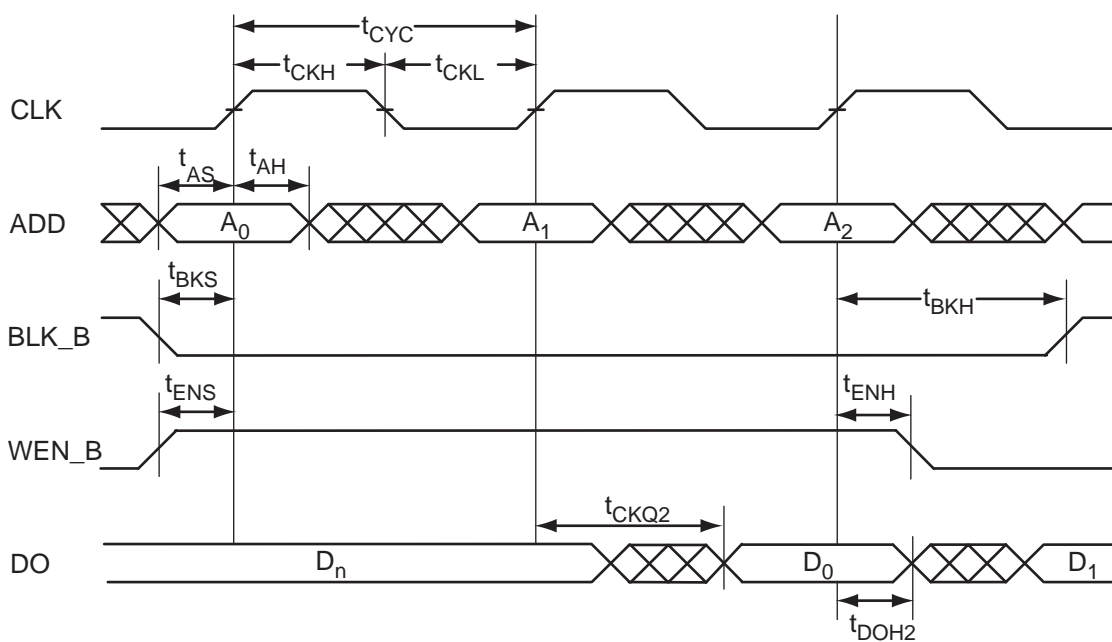 tCYC
tCKH
tCKL
CLK
tAS
tAH
ADD
A0
A1
A2
tBKS
tBKH
BLK_B
tENS
tENH
WEN_B
tCKQ2
DO
Dn
D0
D1
tDOH2